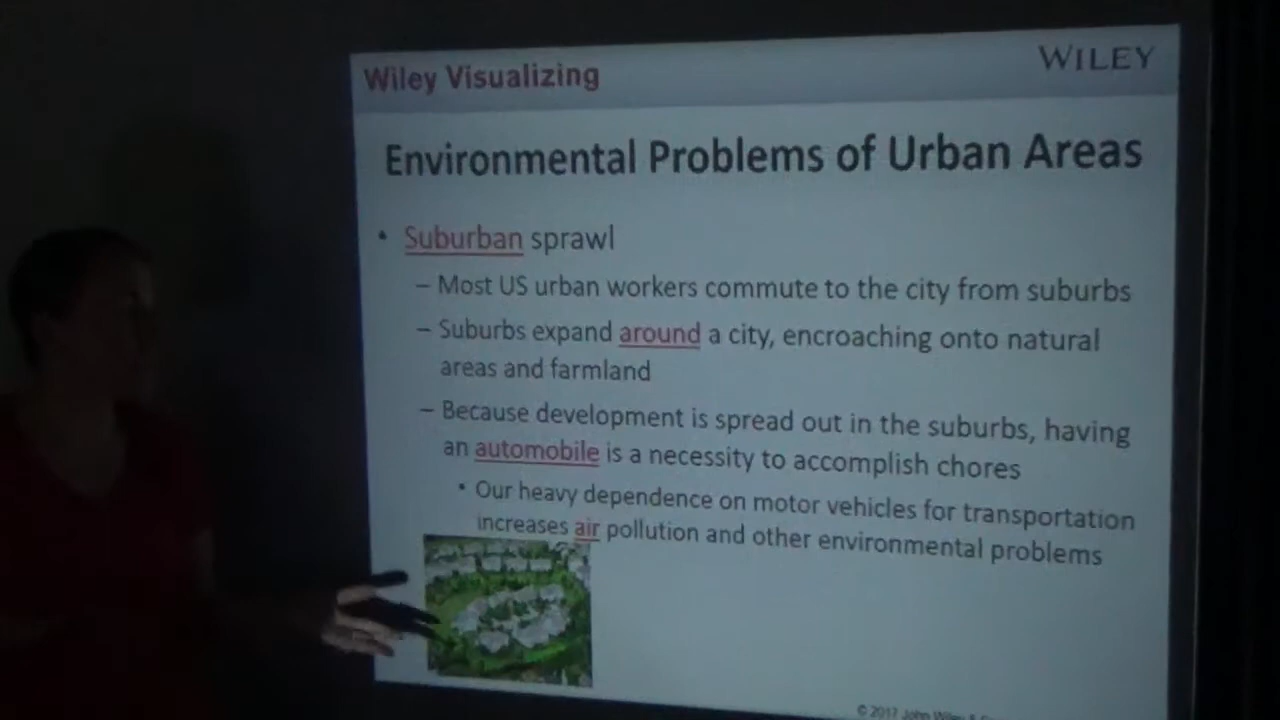 Wiley Visualizing
WILEY
Environmental Problems of Urban Areas
• Suburban sprawl
– Most US urban workers commute to the city from suburbs
– Suburbs expand around a city, encroaching onto natural
areas and farmland
– Because development is spread out in the suburbs, having
an automobile is a necessity to accomplish chores
• Our heavy dependence on motor vehicles for transportation
increases air pollution and other environmental problems
© 2017 John Wiley &